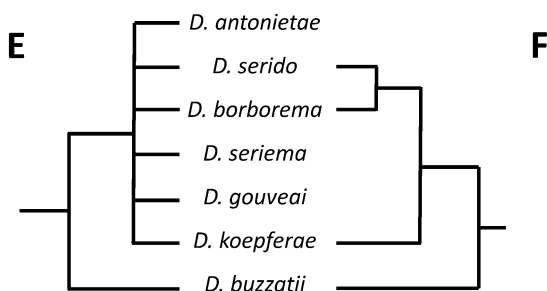 E
F
D. antonietae
D. serido
D. borborema
D. seriema
D. gouveai
D. koepferae
D. buzzatii